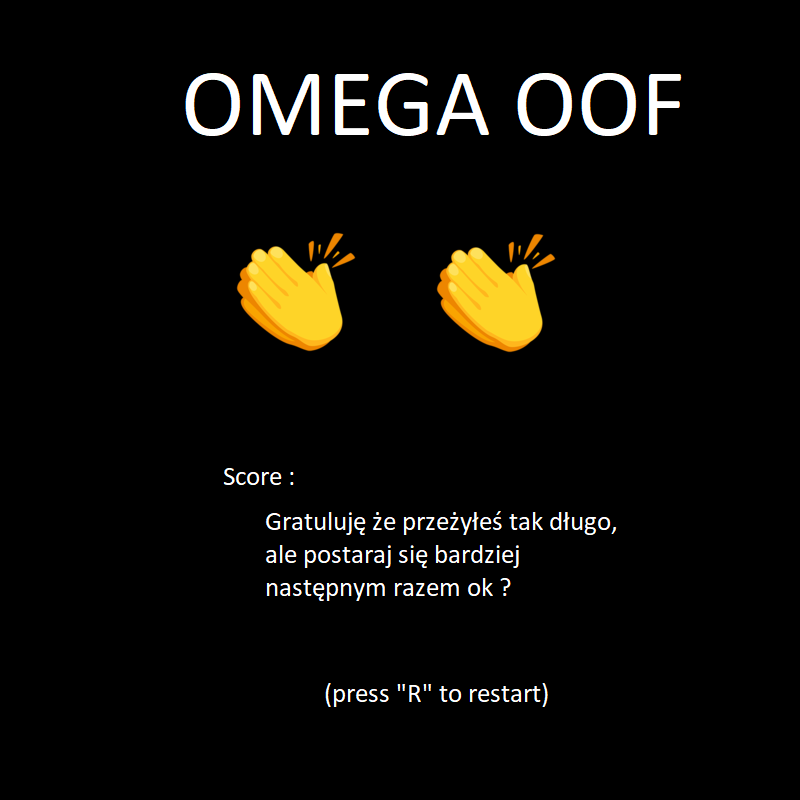 OMEGA OOF
Score :
Gratuluję że przeżyłeś tak długo,
ale postaraj się bardziej
następnym razem ok ?
(press "R" to restart)